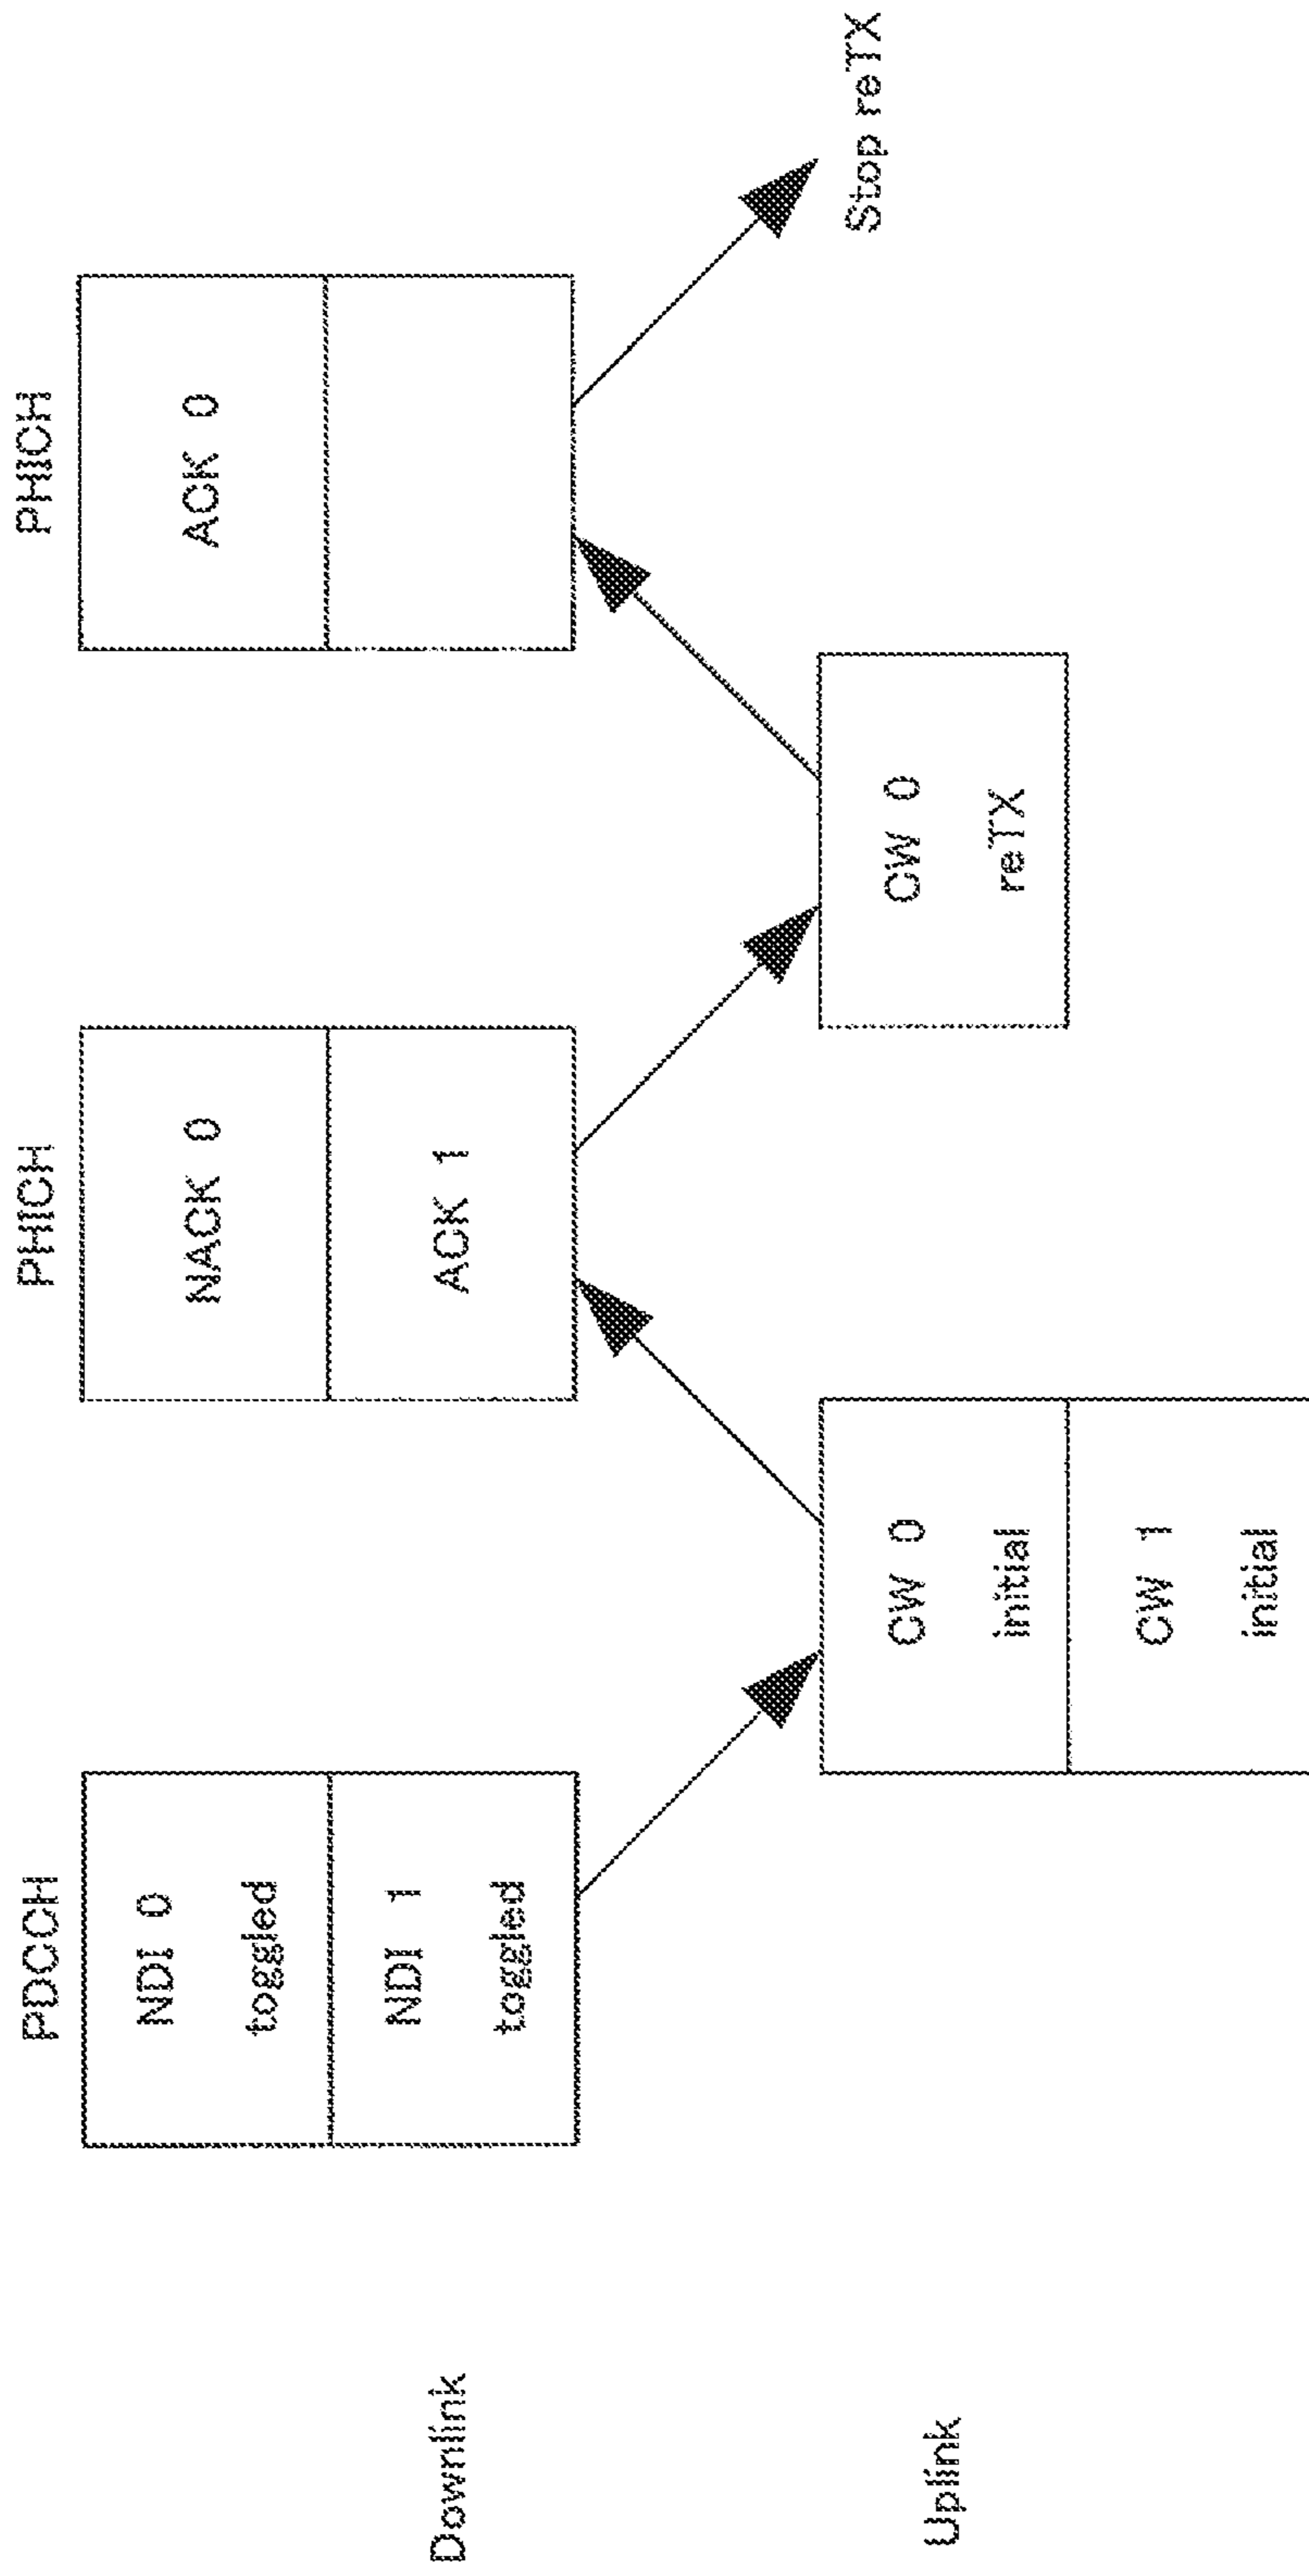 PDCCH
NDI 0
toggled
NDI 1
toggled
PHICH
NACK 0
ACK 1
PHICH
ACK 0
Downlink
Uplink
CW 0
initial
CW 1
initial
CW 0
reTX
Stop reTX